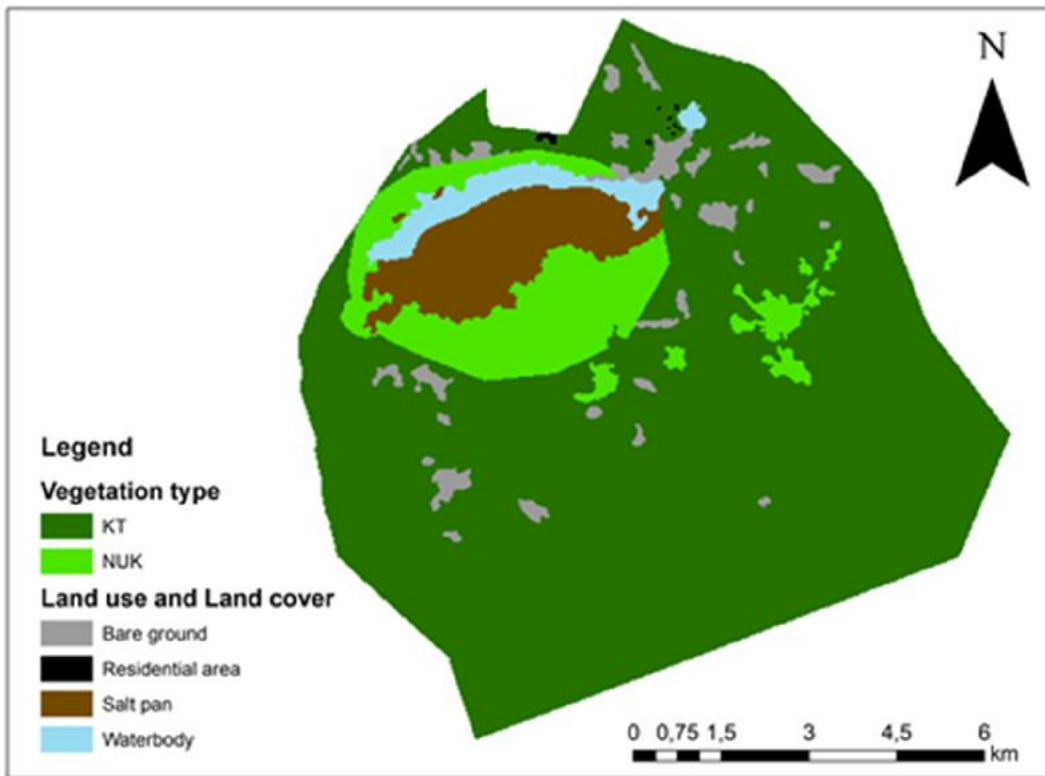 N
Legend
Vegetation type
KT
NUK
Land use and Land cover
Bare ground
Residential area
Salt pan
Waterbody
0 0,75 1,5 3 4,5 6
km